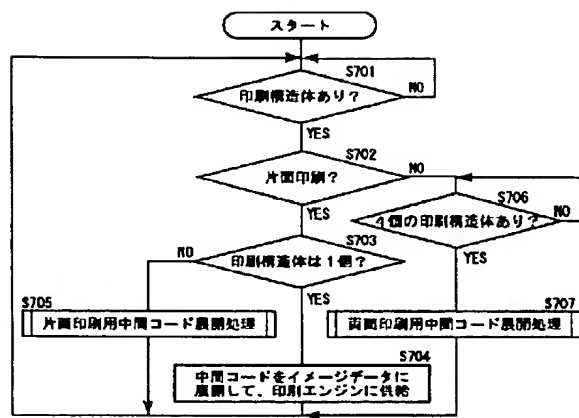 スタート
S701
印刷構造体あり?
NO
YES
S702
片面印刷?
NO
YES
S706
4個の印刷構造体あり?
NO
YES
S703
印刷構造体は1個?
NO
YES
S705
片面印刷用中間コード展開処理
S707
両面印刷用中間コード展開処理
S704
中間コードをイメージデータに
展開して、印刷エンジンに供給